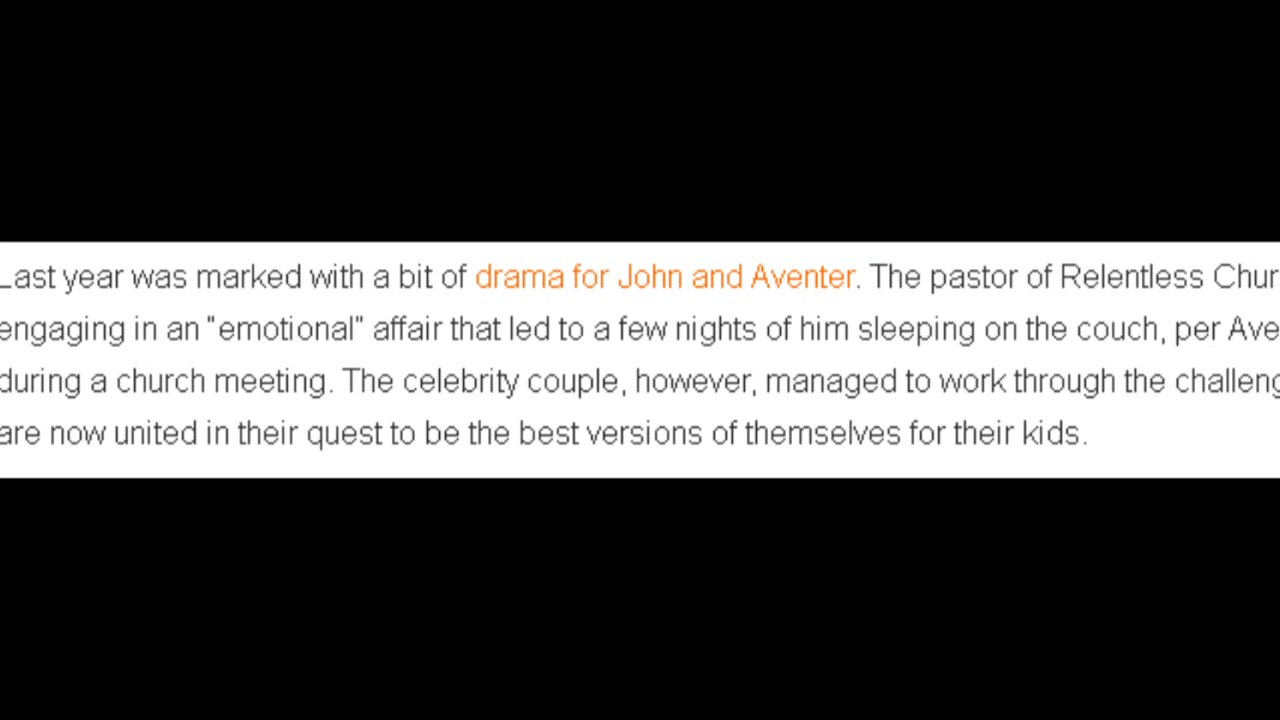 Last year was marked with a bit of drama for John and Aventer. The pastor of Relentless Chur
engaging in an "emotional" affair that led to a few nights of him sleeping on the couch, per Ave
during a church meeting. The celebrity couple, however, managed to work through the challeng
are now united in their quest to be the best versions of themselves for their kids.